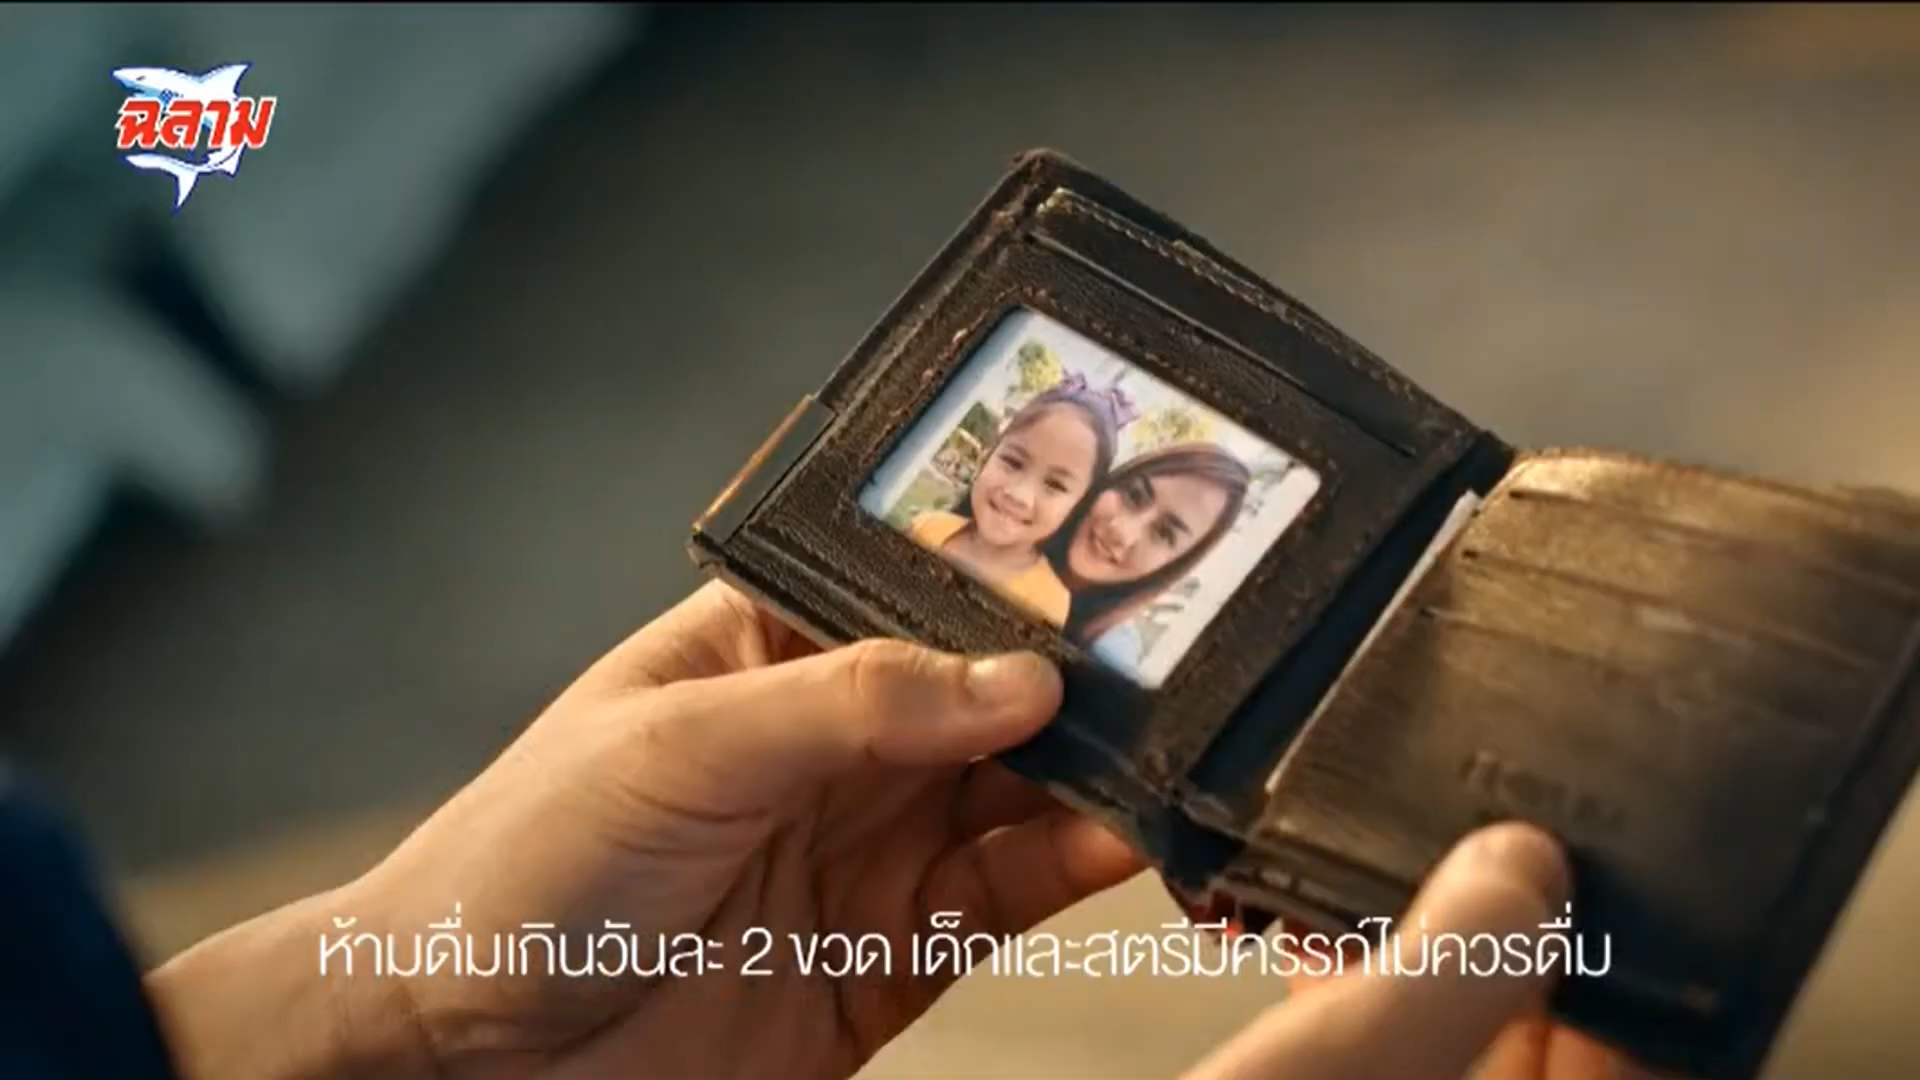 ฉลาม
ห้ามดื่มเกินวันละ 2 ขวด เด็กและสตรีมีครรภ์ไม่ควรดื่ม